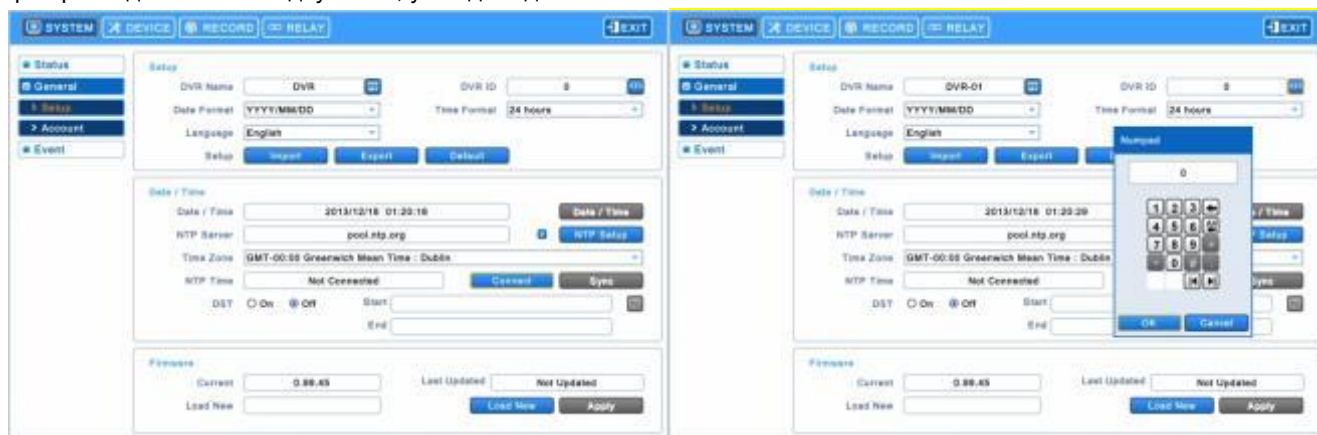 SYSTEM DEVICE RECORD RELAY EXIT
Status
General
Setup
Account
Event
Setup
DVR Name DVR DVR ID 0
Date Format YYYY/MM/DD Time Format 24 hours
Language English
Setup Import Export Default
Date / Time
Date / Time 2013/12/18 01:20:16 Date / Time
NTP Server pool.ntp.org NTP Setup
Time Zone GMT-00:00 Greenwich Mean Time : Dublin
NTP Time Not Connected Connect Sync
DST On Off Start
End
Firmware
Current 0.88.45 Last Updated Not Updated
Load New Load New Apply
SYSTEM DEVICE RECORD RELAY EXIT
Status
General
Setup
Account
Event
Setup
DVR Name DVR-01 DVR ID 0
Date Format YYYY/MM/DD Time Format 24 hours
Language English
Setup Import Export
Date / Time
Date / Time 2013/12/18 01:20:29
NTP Server pool.ntp.org
Time Zone GMT-00:00 Greenwich Mean Time : Dublin
NTP Time Not Connected Sync
DST On Off Start
End
Numpad
0
1 2 3
4 5 6
7 8 9
0
OK Cancel
Firmware
Current 0.88.45 Last Updated Not Updated
Load New Load New Apply